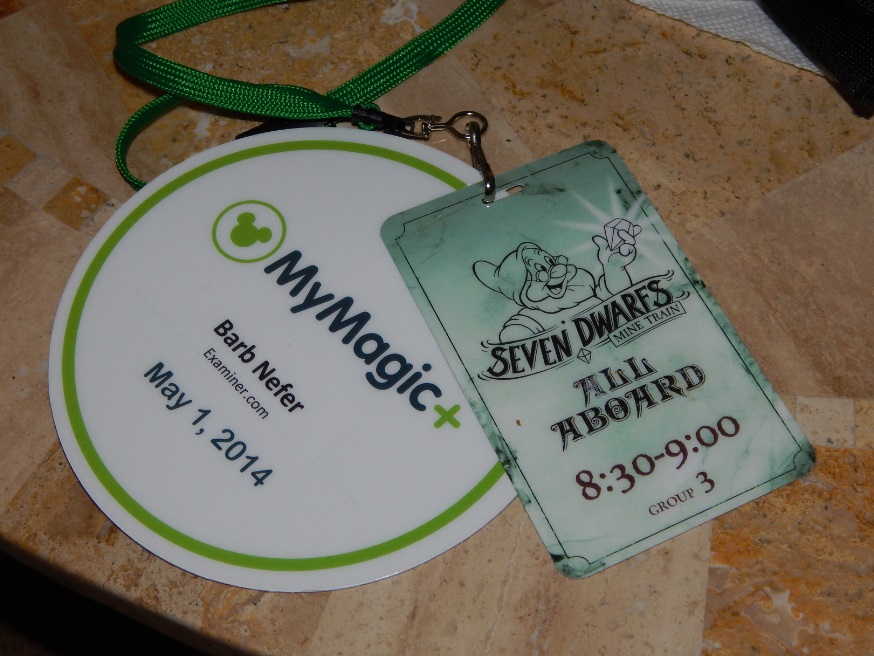 MyMagic+
Barb Nefer
Examiner.com
May 1, 2014
SEVEN DWARFS
MINE TRAIN
ALL
ABOARD
8:30-9:00
GROUP 3